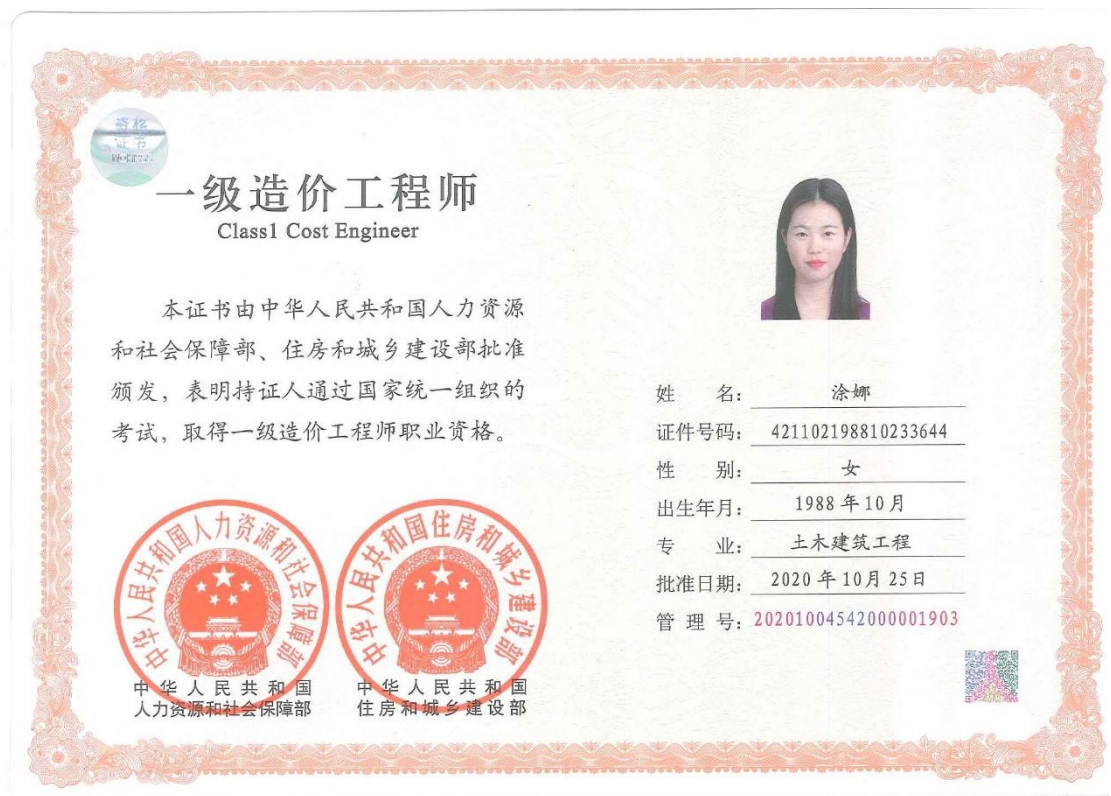 资格
证书
一级造价工程师
Class1 Cost Engineer
本证书由中华人民共和国人力资源
和社会保障部、住房和城乡建设部批准
颁发，表明持证人通过国家统一组织的
考试，取得一级造价工程师职业资格。
中华人民共和国人力资源和社会保障部
中华人民共和国住房和城乡建设部
中华人民共和国
人力资源和社会保障部
中华人民共和国
住房和城乡建设部
姓 名：涂娜
证件号码：421102198810233644
性 别：女
出生年月：1988年10月
专 业：土木建筑工程
批准日期：2020年10月25日
管 理 号：20201004542000001903